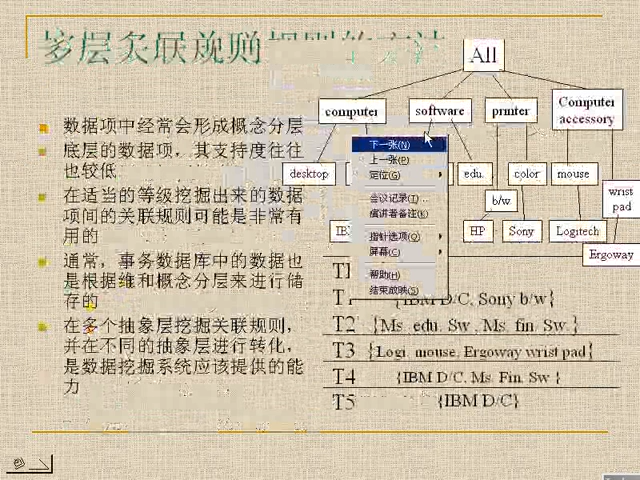 多层关联规则
All
computer
software
printer
Computer
accessory
数据项中经常会形成概念分层
底层的数据项，其支持度往往
也较低
在适当的等级挖掘出来的数据
项间的关联规则可能是非常有
用的
通常，事务数据库中的数据也
是根据维和概念分层来进行储
存的
在多个抽象层挖掘关联规则，
并在不同的抽象层进行转化，
是数据挖掘系统应该提供的能
力
desktop
edu.
color
mouse
b/w
wrist
pad
HP
Sony
Logitech
Ergoway
下一张(N)
上一张(P)
定位(G)
会议记录(T)...
演讲者备注(K)
指针选项(O)
屏幕(C)
帮助(H)
结束放映(S)
{IBM D/C, Sony b/w}
T2 {Ms. edu. Sw., Ms. fin. Sw.}
T3 {Logi. mouse, Ergoway wrist pad}
T4 {IBM D/C, Ms. Fin. Sw.}
T5 {IBM D/C}